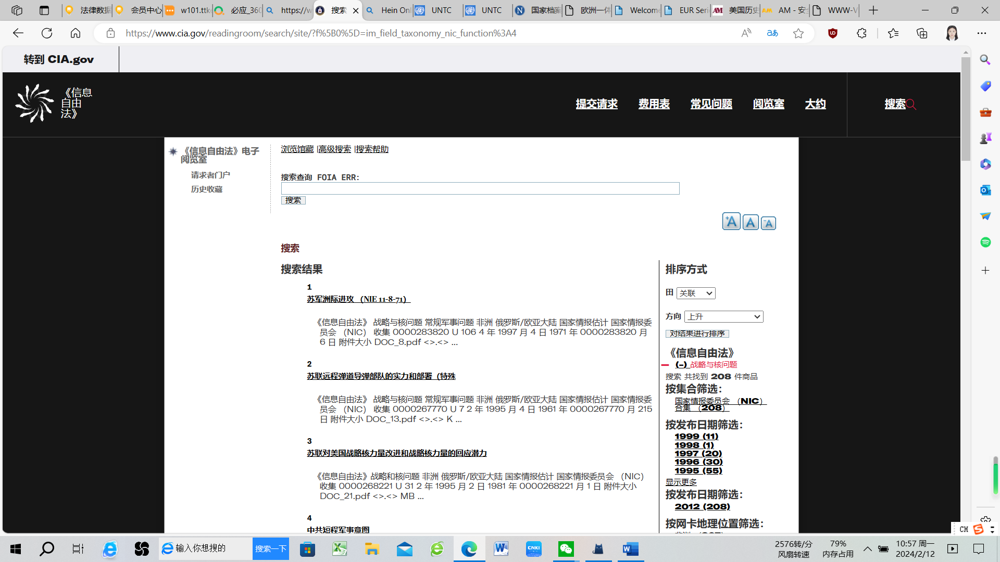 法律数据
会员中心
w101.ttk
必应_360
https://w
搜索
Hein Onl
UNTC
UNTC
国家档案
欧洲一体
Welcome
EUR Seri
美国历史
AM - 安全
WWW-V
https://www.cia.gov/readingroom/search/site/?f%5B0%5D=im_field_taxonomy_nic_function%3A4
转到 CIA.gov
《信息
自由
法》
提交请求
费用表
常见问题
阅览室
大约
搜索
《信息自由法》电子
阅览室
请求者门户
历史收藏
浏览馆藏 |高级搜索 |搜索帮助
搜索查询 FOIA ERR:
搜索
+A A -A
搜索
搜索结果
1
苏军洲际进攻 （NIE 11-8-71）
《信息自由法》 战略与核问题 常规军事问题 非洲 俄罗斯/欧亚大陆 国家情报估计 国家情报委
员会 （NIC） 收集 0000283820 U 106 4 年 1997 月 4 日 1971 年 0000283820 月
6 日 附件大小 DOC_8.pdf <>.<> ...
2
苏联远程弹道导弹部队的实力和部署（特殊
《信息自由法》 战略与核问题 常规军事问题 非洲 俄罗斯/欧亚大陆 国家情报估计 国家情报委
员会 （NIC） 收集 0000267770 U 7 2 年 1995 月 4 日 1961 年 0000267770 月 215
日 附件大小 DOC_13.pdf <>.<> K ...
3
苏联对美国战略核力量改进和战略核力量的回应潜力
《信息自由法》战略和核问题 非洲 俄罗斯/欧亚大陆 国家情报估计 国家情报委员会 （NIC）
收集 0000268221 U 31 2 年 1995 月 2 日 1981 年 0000268221 月 1 日 附件大小
DOC_21.pdf <>.<> MB ...
4
中共短程军事意图
排序方式
田 关联
方向 上升
对结果进行排序
《信息自由法》
(-) 战略与核问题
搜索 共找到 208 件商品
按集合筛选：
国家情报委员会 （NIC）
合集 （208）
按发布日期筛选：
1999 (11)
1998 (1)
1997 (20)
1996 (30)
1995 (55)
显示更多
按发布日期筛选：
2012 (208)
按网卡地理位置筛选：
CH
输入你想搜的
搜索一下
CNKI
2576转/分
风扇转速
79%
内存占用
10:57 周一
2024/2/12